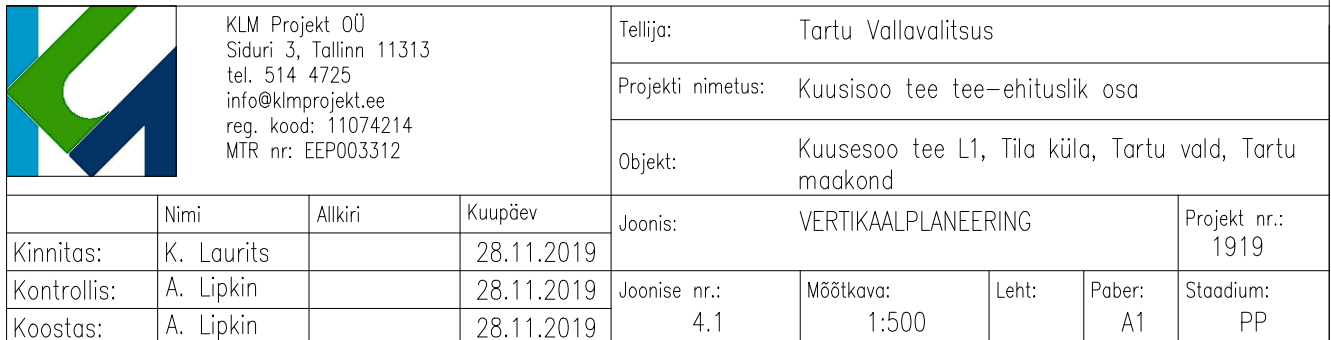 KLM Projekt OÜ
Siduri 3, Tallinn 11313
tel. 514 4725
info@klmprojekt.ee
reg. kood: 11074214
MTR nr: EEP003312
Tellija: Tartu Vallavalitsus
Projekti nimetus: Kuusisoo tee tee-ehituslik osa
Objekt: Kuusesoo tee L1, Tila küla, Tartu vald, Tartu
maakond
Nimi Allkiri Kuupäev
Kinnitas: K. Laurits 28.11.2019
Kontrollis: A. Lipkin 28.11.2019
Koostas: A. Lipkin 28.11.2019
Joonis: VERTIKAALPLANEERING
Projekt nr.:
1919
Joonise nr.: Mõõtkava: Leht: Paber: Staadium:
4.1 1:500 A1 PP